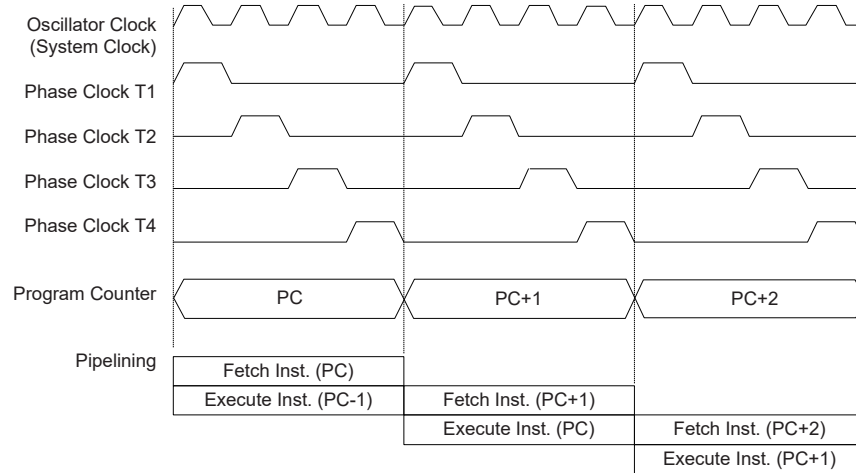 Oscillator Clock
(System Clock)
Phase Clock T1
Phase Clock T2
Phase Clock T3
Phase Clock T4
Program Counter
PC
PC+1
PC+2
Pipelining
Fetch Inst. (PC)
Execute Inst. (PC-1)
Fetch Inst. (PC+1)
Execute Inst. (PC)
Fetch Inst. (PC+2)
Execute Inst. (PC+1)